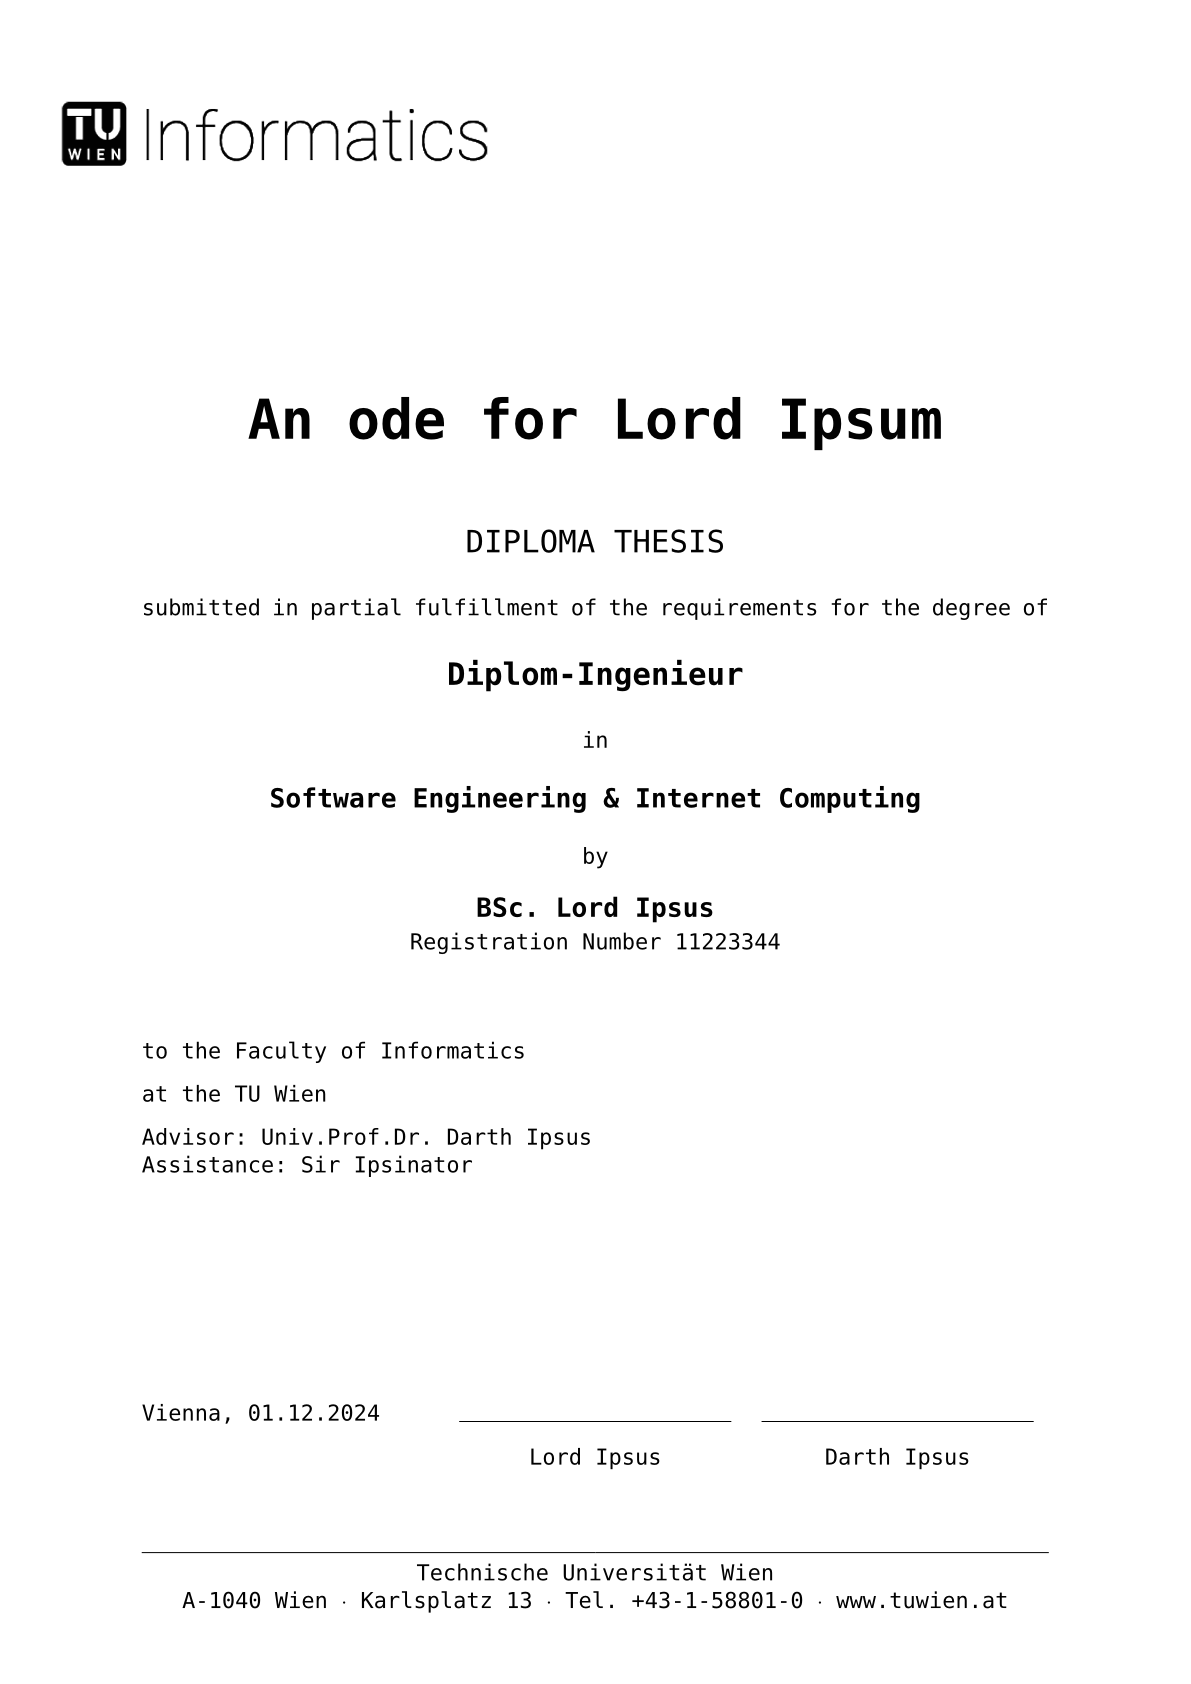 TU
WIEN
Informatics
An ode for Lord Ipsum
DIPLOMA THESIS
submitted in partial fulfillment of the requirements for the degree of
Diplom-Ingenieur
in
Software Engineering & Internet Computing
by
BSc. Lord Ipsus
Registration Number 11223344
to the Faculty of Informatics
at the TU Wien
Advisor: Univ.Prof.Dr. Darth Ipsus
Assistance: Sir Ipsinator
Vienna, 01.12.2024
Lord Ipsus Darth Ipsus
Technische Universität Wien
A-1040 Wien · Karlsplatz 13 · Tel. +43-1-58801-0 · www.tuwien.at